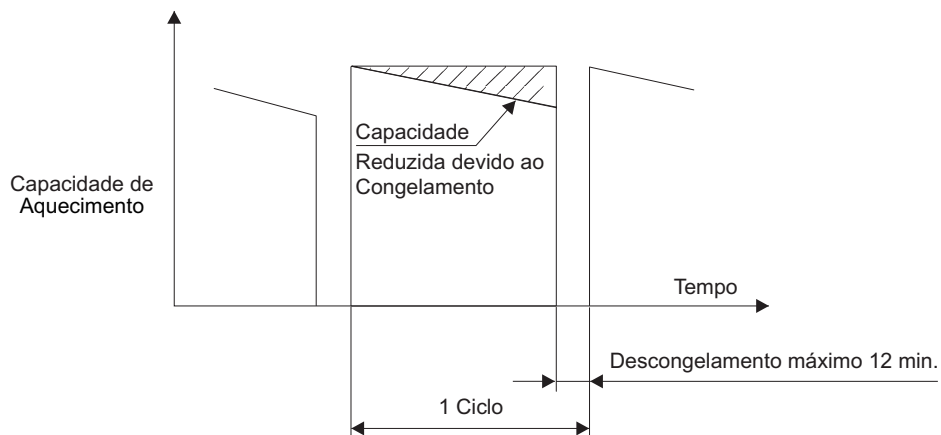 Capacidade
Reduzida devido ao
Congelamento
Capacidade de
Aquecimento
Tempo
Descongelamento máximo 12 min.
1 Ciclo